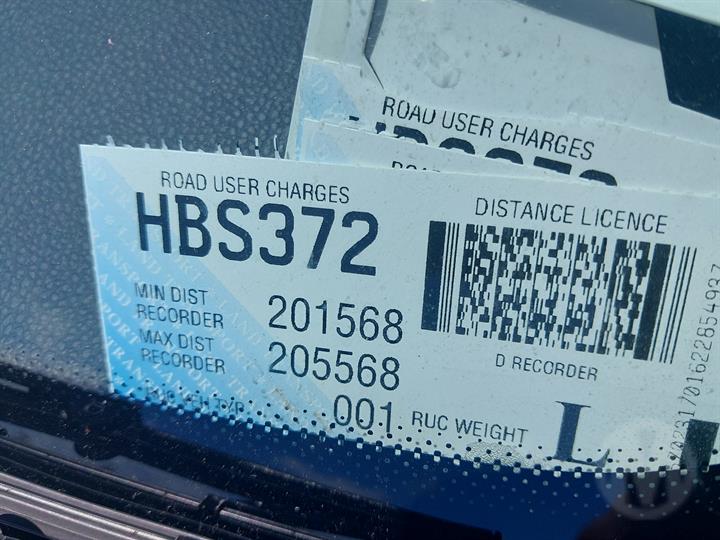 ROAD USER CHARGES
ROAD USER CHARGES
HBS372
DISTANCE LICENCE
MIN DIST
RECORDER 201568
MAX DIST
RECORDER 205568
D RECORDER
001 RUC WEIGHT L